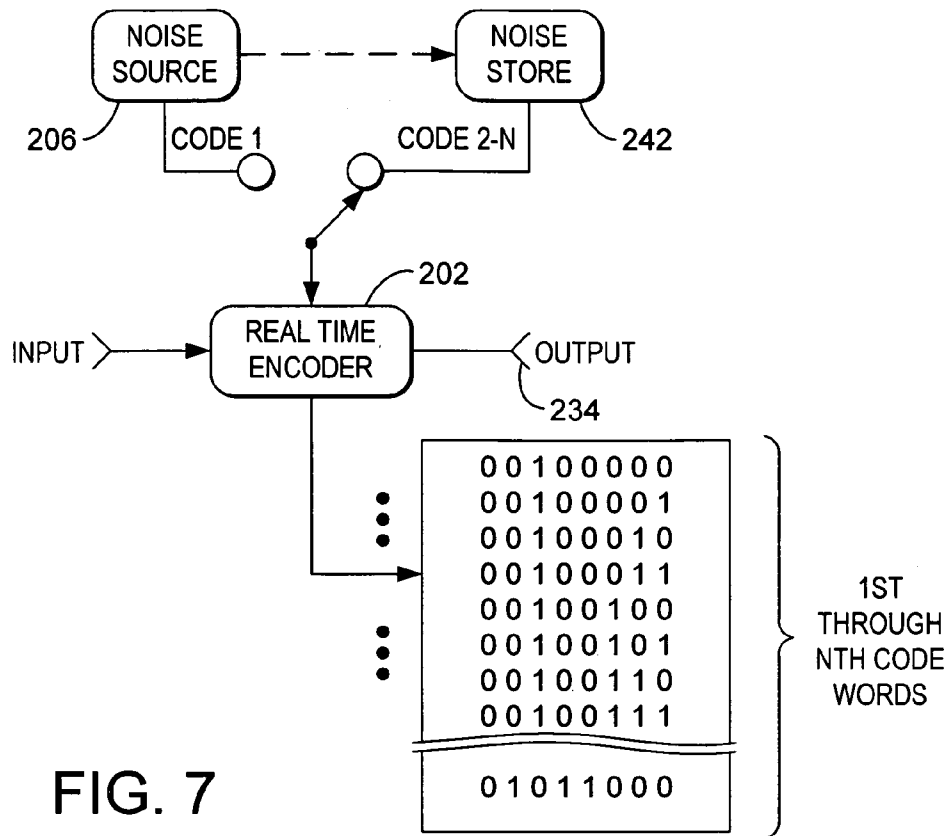 NOISE
SOURCE
NOISE
STORE
206
CODE 1
CODE 2-N
242
202
INPUT
REAL TIME
ENCODER
OUTPUT
234
00100000
00100001
00100010
00100011
00100100
00100101
00100110
00100111
01011000
1ST
THROUGH
NTH CODE
WORDS
FIG. 7